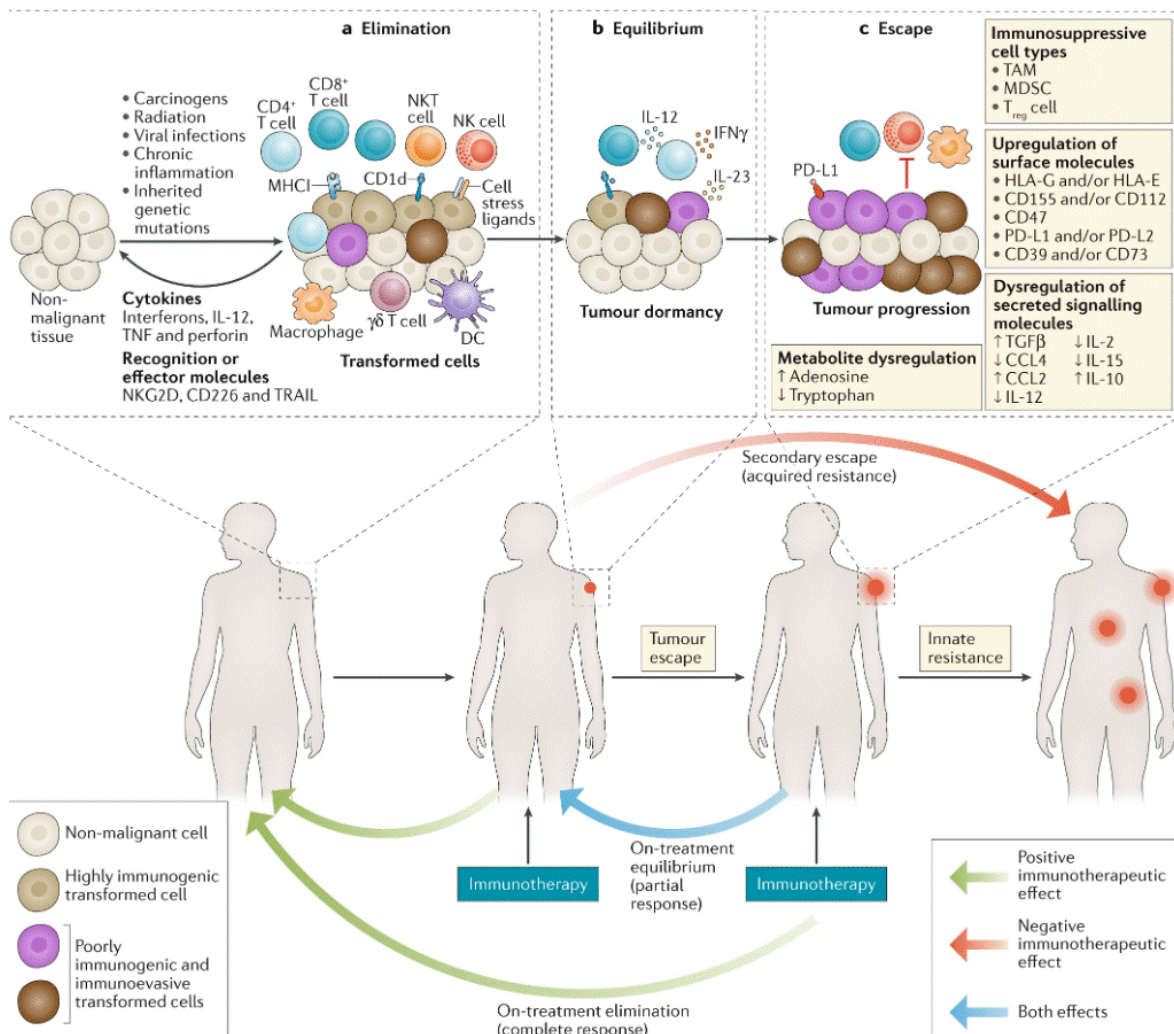 a Elimination
• Carcinogens
• Radiation
• Viral infections
• Chronic
inflammation
• Inherited
genetic
mutations
Non-
malignant
tissue
Cytokines
Interferons, IL-12,
TNF and perforin
Recognition or
effector molecules
NKG2D, CD226 and TRAIL
CD4⁺
T cell
CD8⁺
T cell
NKT
cell
NK cell
MHCI
CD1d
Cell
stress
ligands
Macrophage
γδ T cell
DC
Transformed cells
b Equilibrium
IL-12
IFNγ
IL-23
Tumour dormancy
c Escape
PD-L1
Tumour progression
Metabolite dysregulation
↑ Adenosine
↓ Tryptophan
Immunosuppressive
cell types
• TAM
• MDSC
• Treg cell
Upregulation of
surface molecules
• HLA-G and/or HLA-E
• CD155 and/or CD112
• CD47
• PD-L1 and/or PD-L2
• CD39 and/or CD73
Dysregulation of
secreted signalling
molecules
↑ TGFβ ↓ IL-2
↓ CCL4 ↓ IL-15
↑ CCL2 ↑ IL-10
↓ IL-12
Secondary escape
(acquired resistance)
Tumour
escape
Innate
resistance
Immunotherapy
On-treatment
equilibrium
(partial
response)
Immunotherapy
On-treatment elimination
(complete response)
Non-malignant cell
Highly immunogenic
transformed cell
Poorly
immunogenic and
immunoevasive
transformed cells
Positive
immunotherapeutic
effect
Negative
immunotherapeutic
effect
Both effects